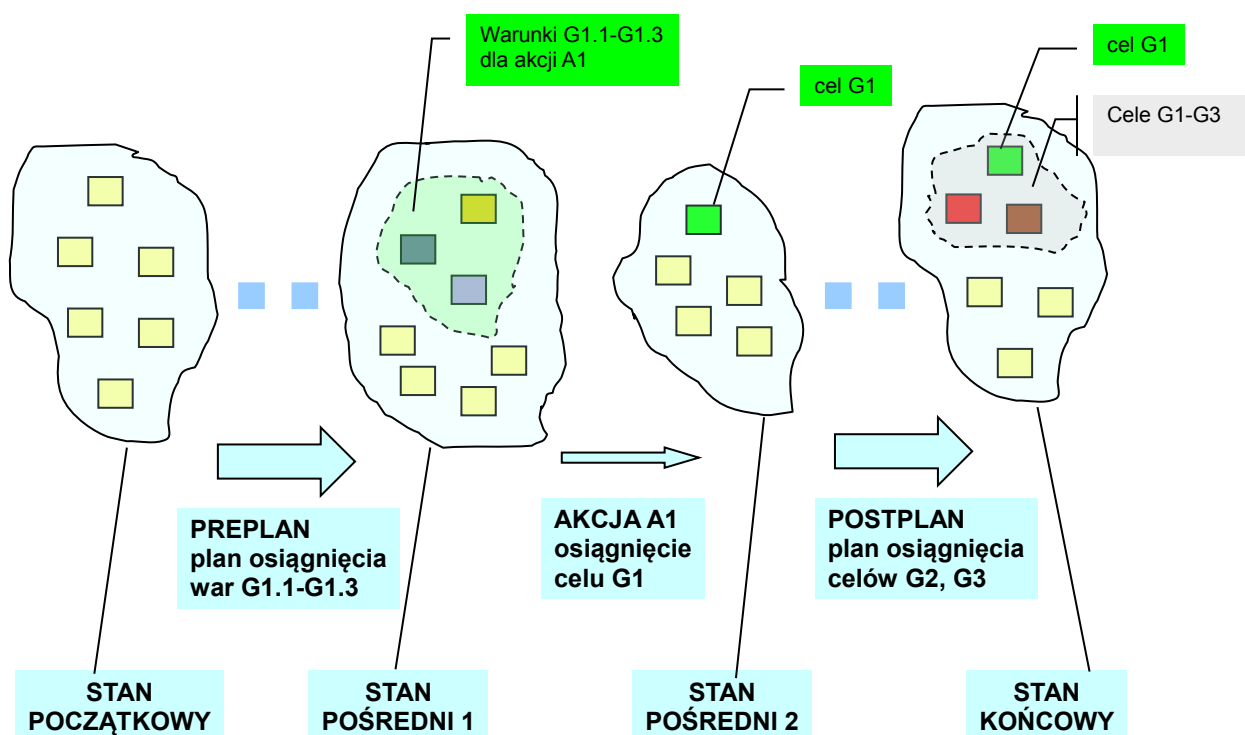 Warunki G1.1-G1.3
dla akcji A1
cel G1
cel G1
Cele G1-G3
PREPLAN
plan osiągnięcia
war G1.1-G1.3
AKCJA A1
osiągnięcie
celu G1
POSTPLAN
plan osiągnięcia
celów G2, G3
STAN
POCZĄTKOWY
STAN
POŚREDNI 1
STAN
POŚREDNI 2
STAN
KOŃCOWY